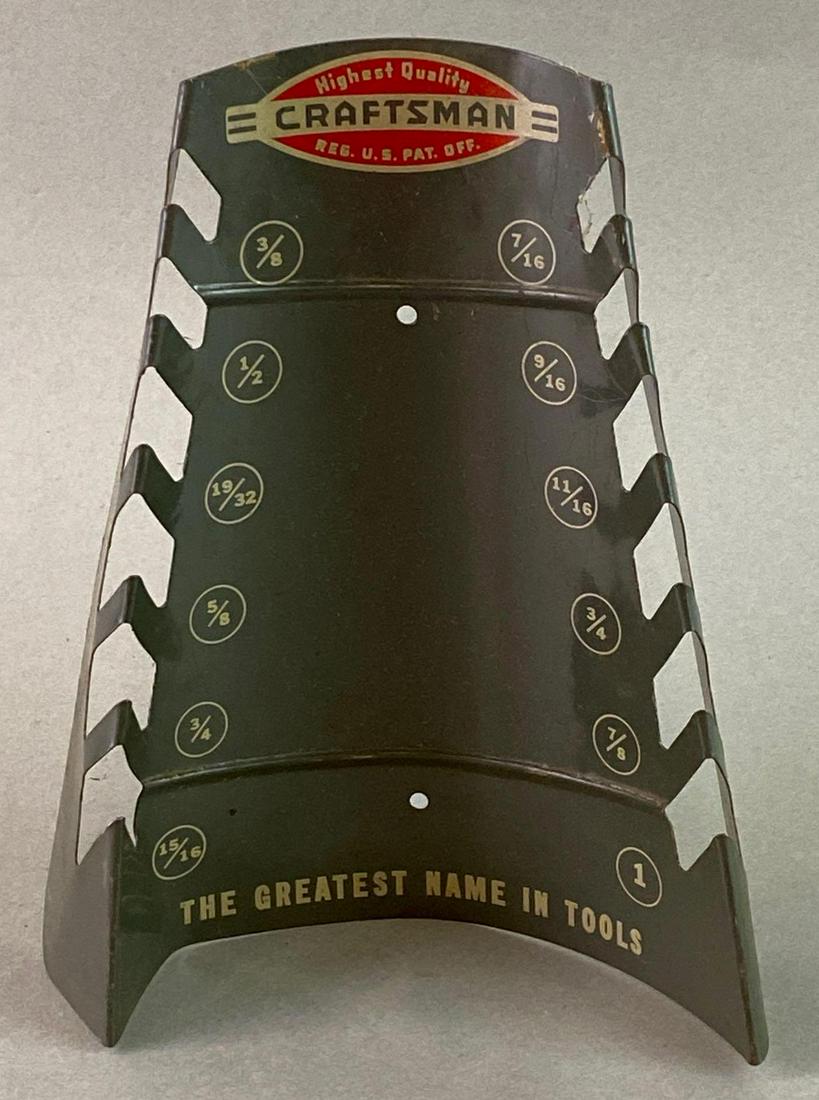 Highest Quality
CRAFTSMAN
REG. U.S. PAT. OFF.
3/8 7/16
1/2 9/16
19/32 11/16
5/8 3/4
3/4 7/8
15/16 1
THE GREATEST NAME IN TOOLS